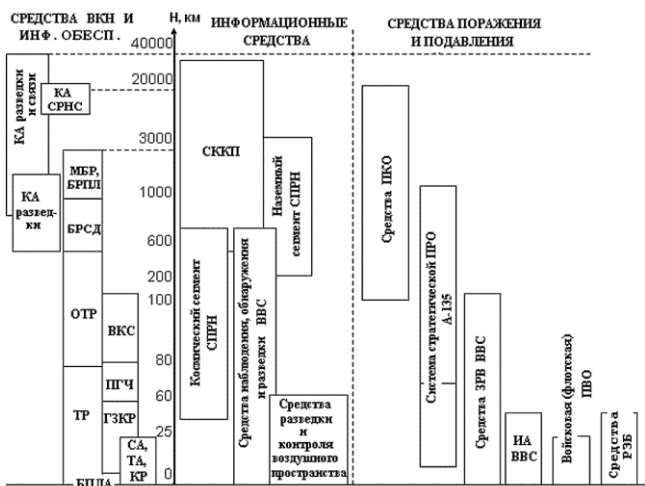 СРЕДСТВА ВКН И
ИНФ. ОБЕСП.
Н, км
ИНФОРМАЦИОННЫЕ
СРЕДСТВА
СРЕДСТВА ПОРАЖЕНИЯ
И ПОДАВЛЕНИЯ
40000
20000
3000
1000
600
200
100
80
60
25
0
КА разведки
и связи
КА
СРНС
МБР,
БРПЛ
КА
развед-
ки
БРСД
ОТР
ВКС
ПГЧ
ТР
ГЗКР
СА,
ТА,
КР
БПЛА
СККП
Наземный
сегмент СПРН
Космический сегмент
СПРН
Средства наблюдения, обнаружения
и разведки ВВС
Средства
разведки
и
контроля
воздушного
пространства
Средства ПКО
Система стратегической ПРО
А-135
Средства ЗРВ ВВС
ИА
ВВС
Войсковая (флотская)
ПВО
Средства
РЭБ